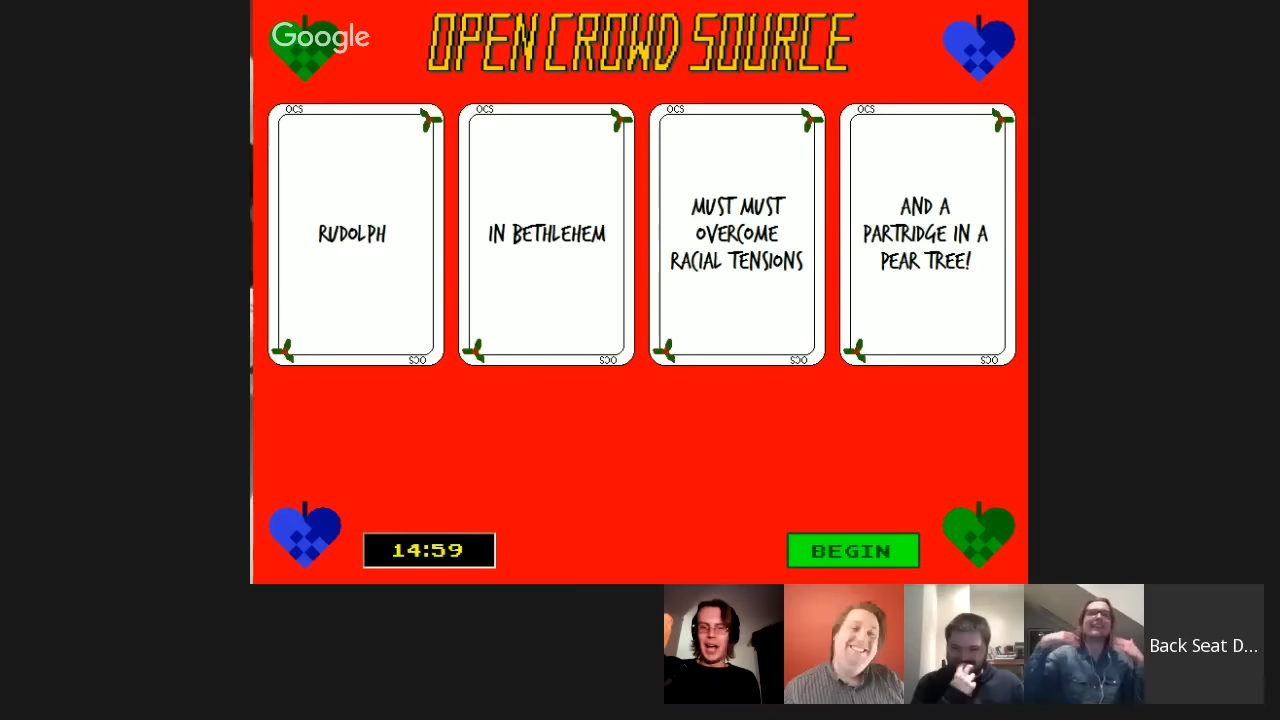 Google
OPEN CROWD SOURCE
OCS
OCS
OCS
OCS
RUDOLPH
IN BETHLEHEM
MUST MUST
OVERCOME
RACIAL TENSIONS
AND A
PARTRIDGE IN A
PEAR TREE!
OCS
OCS
OCS
OCS
14:59
BEGIN
Back Seat D...